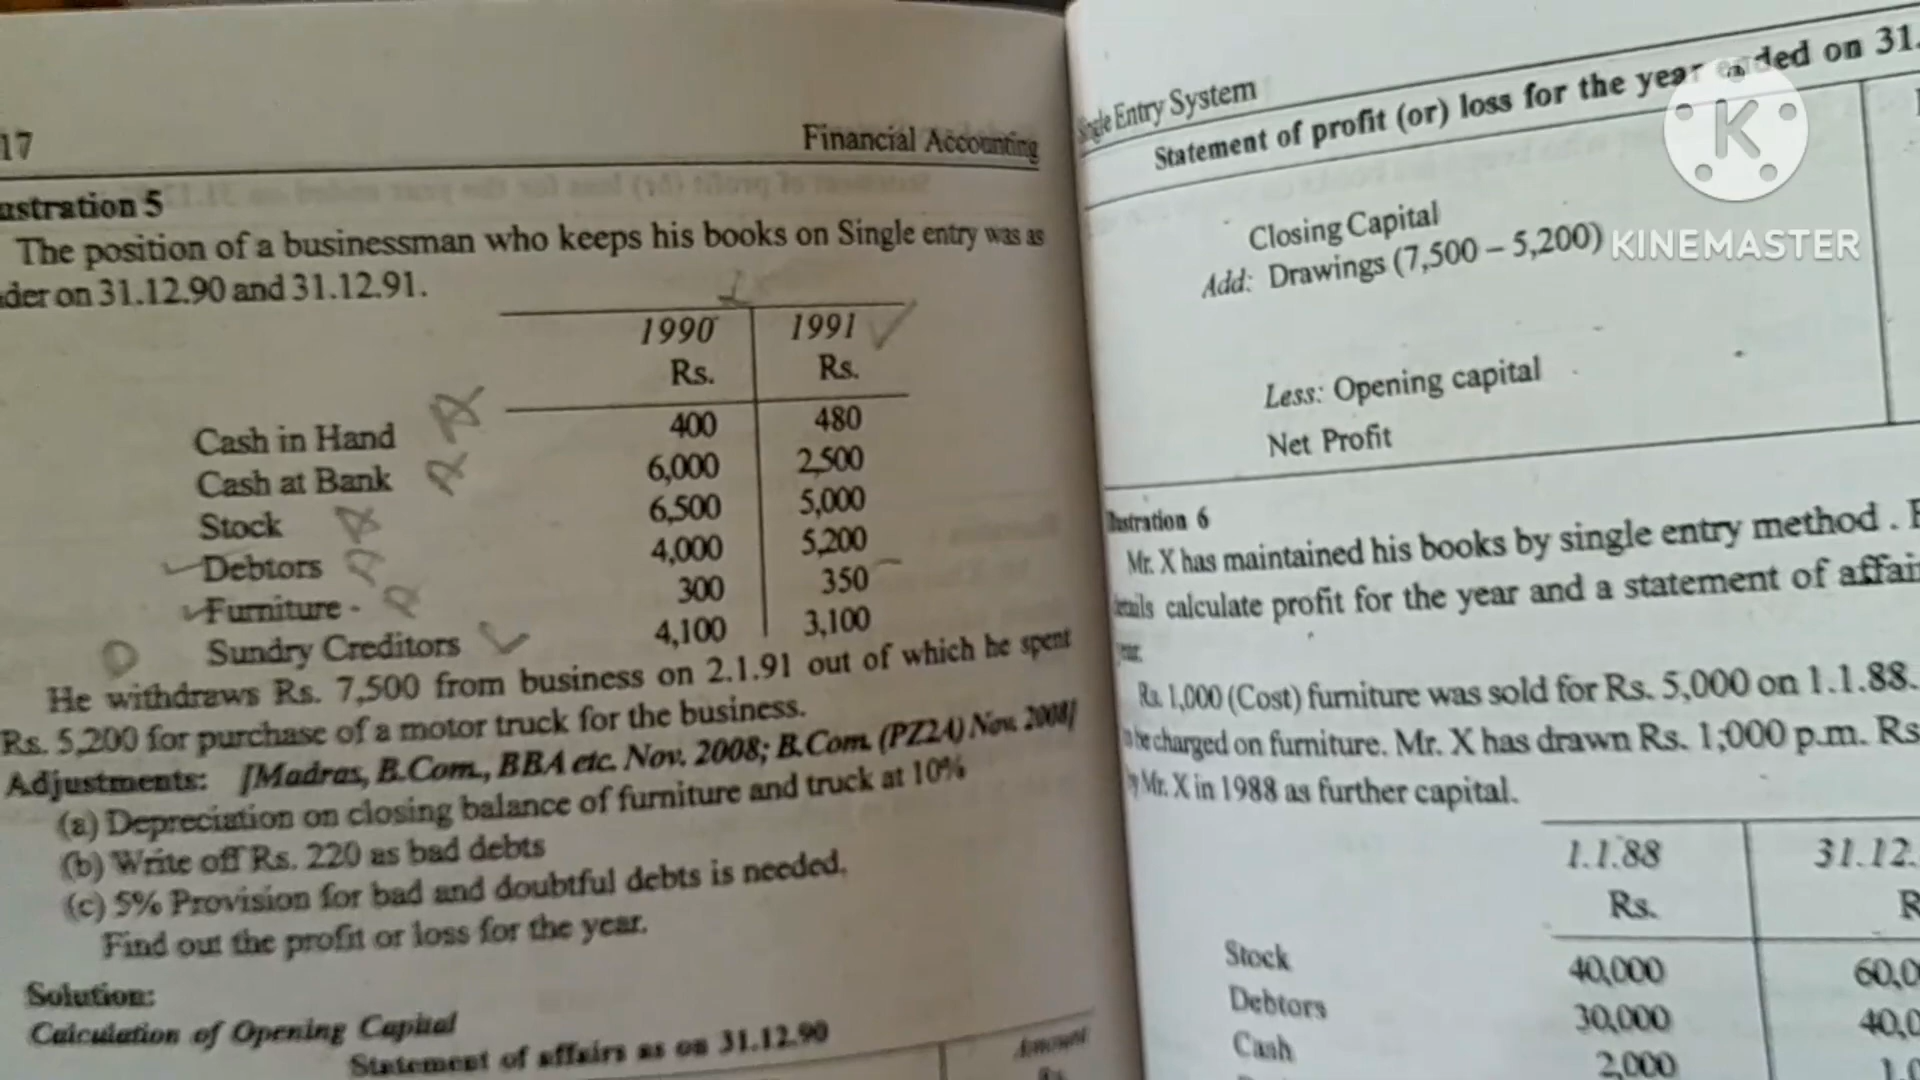 17 Financial Accounting
ustration 5
The position of a businessman who keeps his books on Single entry was as
der on 31.12.90 and 31.12.91.
1990 1991
Rs. Rs.
Cash in Hand 400 480
Cash at Bank 6,000 2,500
Stock 6,500 5,000
Debtors 4,000 5,200
Furniture - 300 350
Sundry Creditors 4,100 3,100
He withdraws Rs. 7,500 from business on 2.1.91 out of which he spent
Rs. 5,200 for purchase of a motor truck for the business.
Adjustments: [Madras, B.Com., BBA etc. Nov. 2008; B.Com. (PZ2A) Nov. 2008]
(a) Depreciation on closing balance of furniture and truck at 10%
(b) Write off Rs. 220 as bad debts
(c) 5% Provision for bad and doubtful debts is needed.
Find out the profit or loss for the year.
Solution:
Calculation of Opening Capital
Statement of affairs as on 31.12.90
Amount
Rs.
Single Entry System
Statement of profit (or) loss for the year ended on 31.
K
KINEMASTER
Closing Capital
Add: Drawings (7,500 – 5,200)
Less: Opening capital
Net Profit
lustration 6
Mr. X has maintained his books by single entry method .
calculate profit for the year and a statement of affai
Rs. 1,000 (Cost) furniture was sold for Rs. 5,000 on 1.1.88.
be charged on furniture. Mr. X has drawn Rs. 1;000 p.m. Rs
by Mr. X in 1988 as further capital.
1.1.88 31.12.
Rs. R
Stock 40,000 60,0
Debtors 30,000 40,0
Cash 2,000 1,0